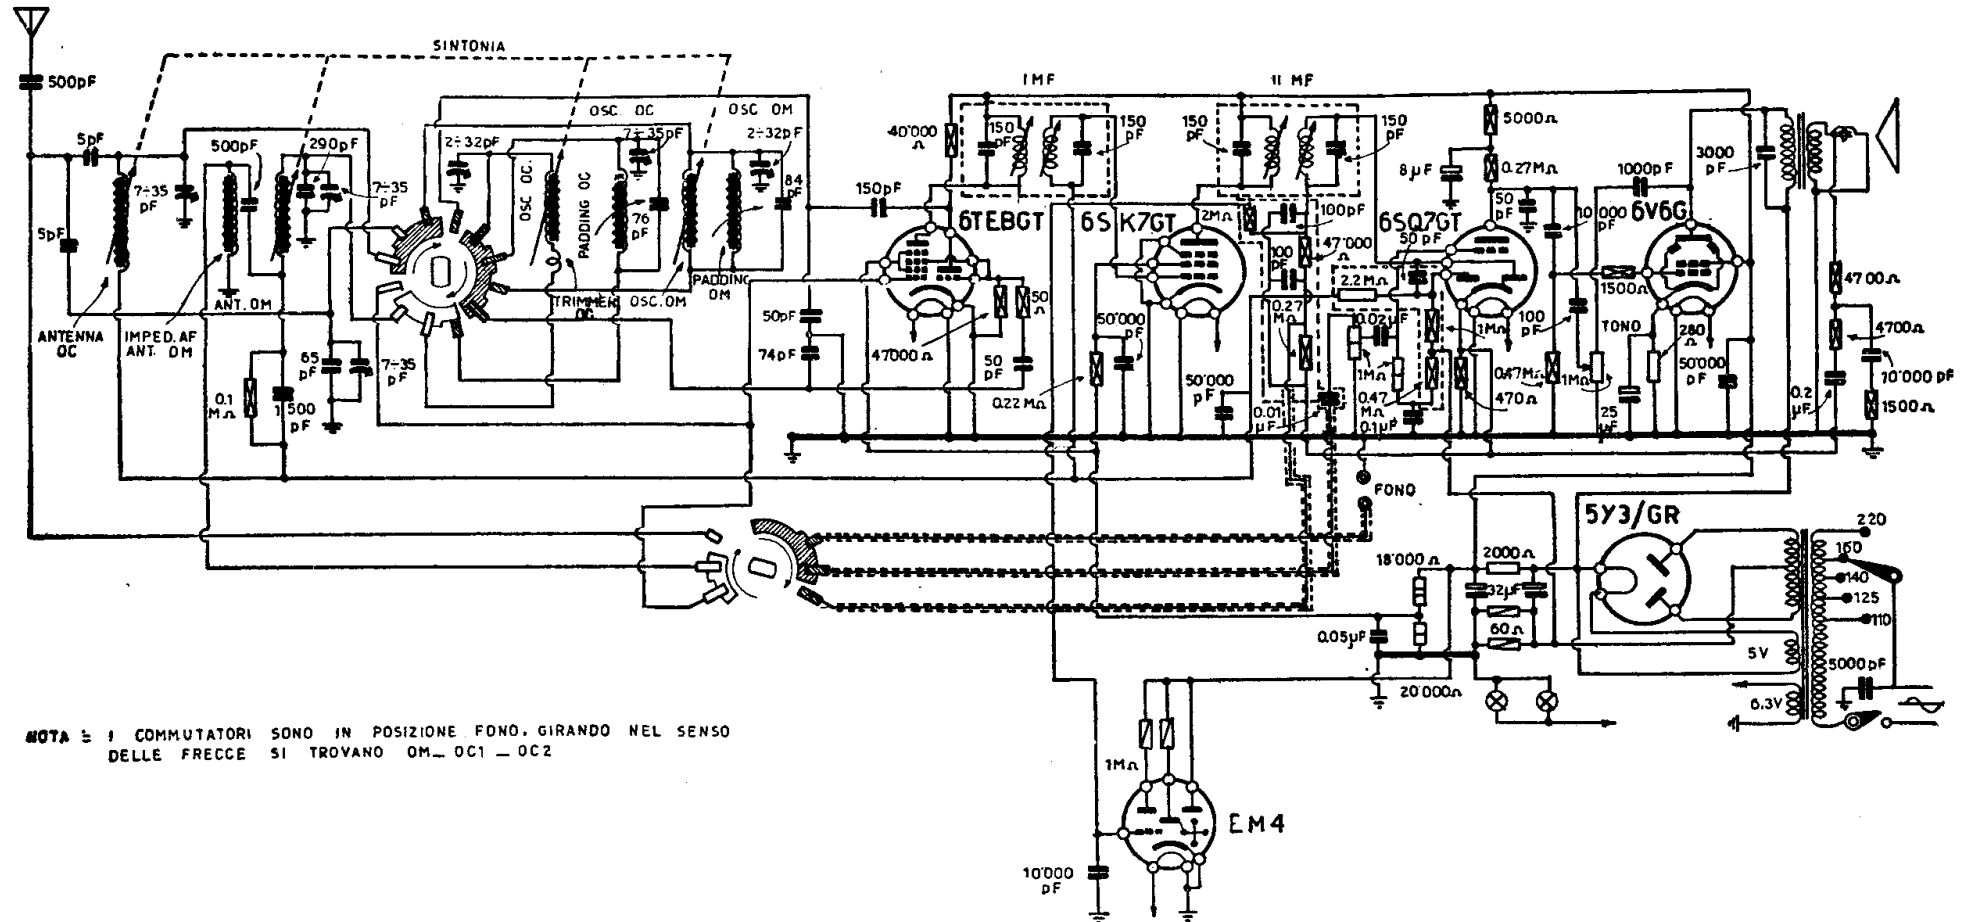 SINTONIA
500pF
5pF
5pF
7÷35
pF
500pF
290pF
7÷35
pF
ANT. OM
ANTENNA
OC
IMPED. AF
ANT. OM
0.1
MΩ
1500
pF
65
pF
7÷35
pF
OSC. OC
OSC OM
2÷32pF
7÷35pF
2÷32pF
OSC OC.
PADDING OC
76
pF
84
pF
TRIMMER
OC
OSC. OM
PADDING
OM
I MF
II MF
40'000
Ω
150
pF
150
pF
150
pF
150
pF
150pF
6TEBGT
6SK7GT
6SQ7GT
6V6G
50pF
74pF
47000Ω
50
Ω
50
pF
50'000
pF
0.22MΩ
50'000
pF
2MΩ
100pF
47'000
100
pF
0.27
MΩ
0.01
µF
2.2MΩ
0.02µF
1MΩ
0.47
MΩ
0.1µF
50 pF
1MΩ
470Ω
8µF
5000Ω
0.27MΩ
50
pF
10'000
pF
100
pF
0.47MΩ
1MΩ
1500Ω
1000pF
TONO
25
µF
280
Ω
50'000
pF
3000
pF
4700Ω
4700Ω
10'000 pF
0.2
µF
1500Ω
FONO
5Y3/GR
18'000Ω
2000Ω
32µF
60Ω
0.05µF
20'000Ω
220
160
140
125
110
5V
6.3V
5000pF
1MΩ
EM4
10'000
pF
NOTA = I COMMUTATORI SONO IN POSIZIONE FONO. GIRANDO NEL SENSO
DELLE FRECCE SI TROVANO OM_ OC1 _ OC2